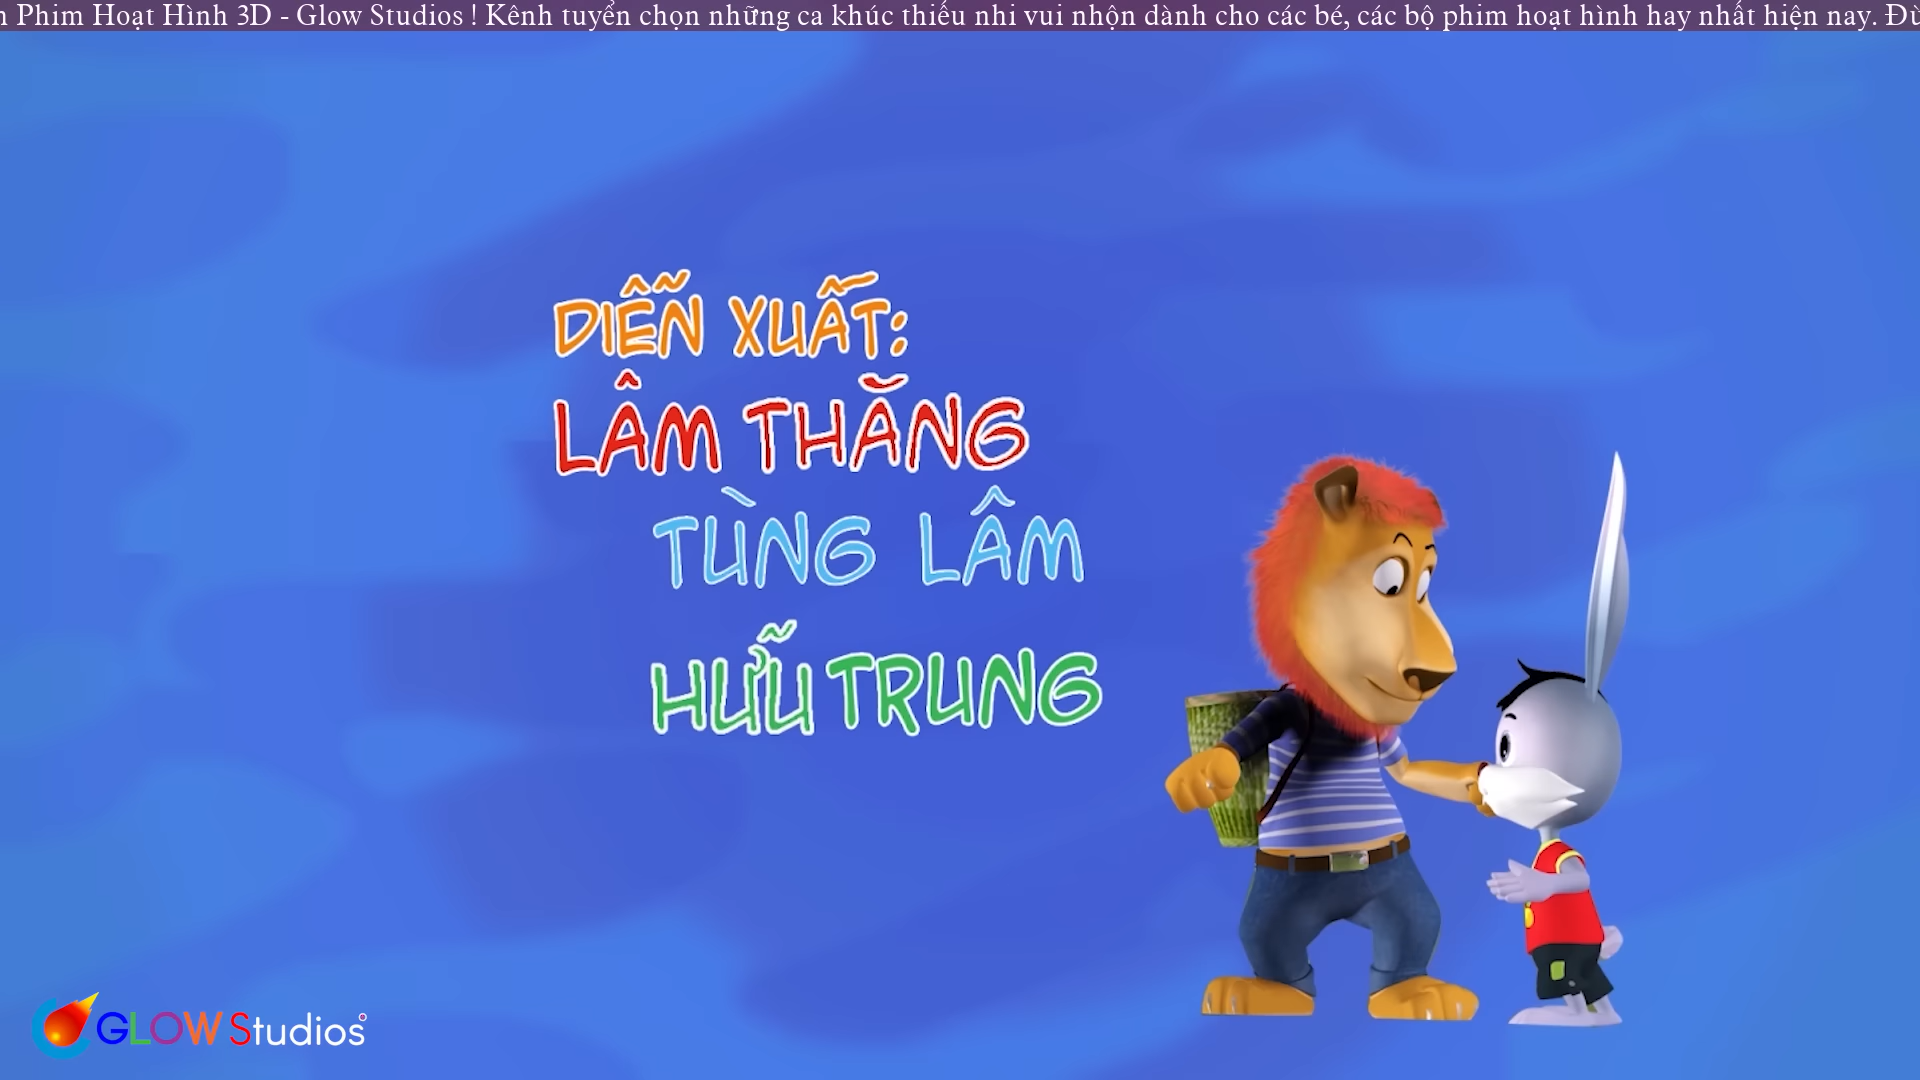 Phim Hoạt Hình 3D - Glow Studios ! Kênh tuyển chọn những ca khúc thiếu nhi vui nhộn dành cho các bé, các bộ phim hoạt hình hay nhất hiện nay.
DIỄN XUẤT:
LÂM THẮNG
TÙNG LÂM
HỮU TRUNG
GLOW Studios